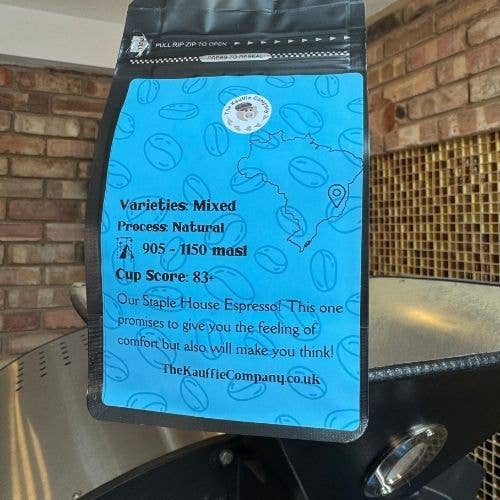 PULL RIP ZIP TO OPEN
PRESS TO RESEAL
The Kauffie Company
Varieties: Mixed
Process: Natural
905 - 1150 masl
Cup Score: 83+
Our Staple House Espresso! This one
promises to give you the feeling of
comfort but also will make you think!
TheKauffieCompany.co.uk